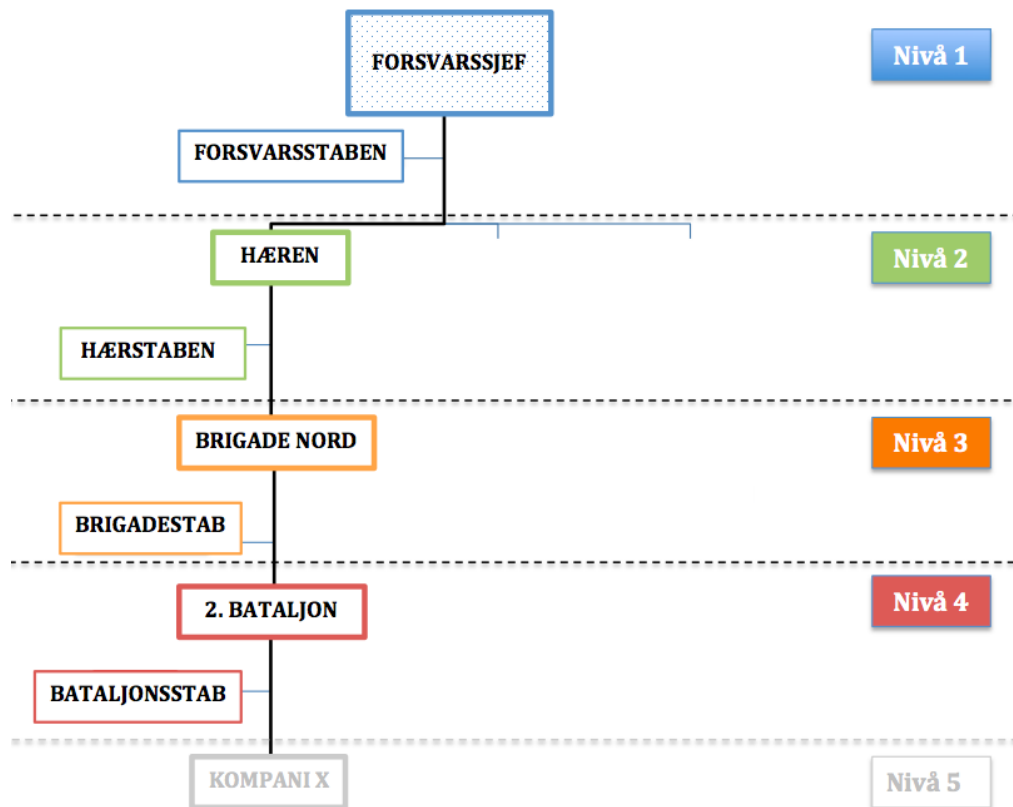 FORSVARSSJEF
Nivå 1
FORSVARSSTABEN
HÆREN
Nivå 2
HÆRSTABEN
BRIGADE NORD
Nivå 3
BRIGADESTAB
2. BATALJON
Nivå 4
BATALJONSSTAB
KOMPANI X
Nivå 5